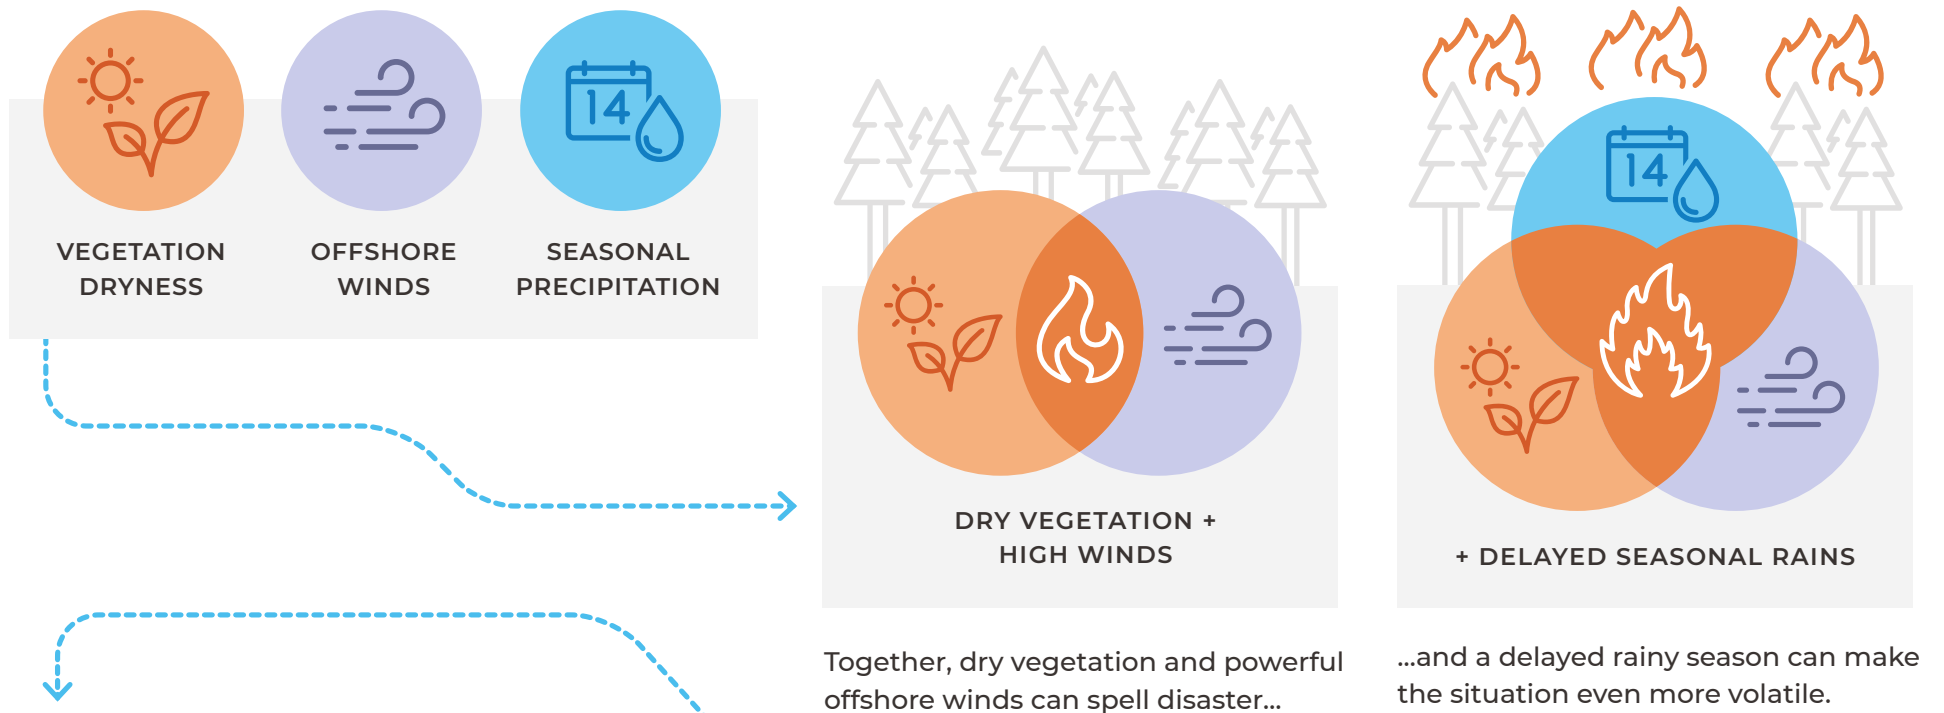 14
VEGETATION
DRYNESS
OFFSHORE
WINDS
SEASONAL
PRECIPITATION
DRY VEGETATION +
HIGH WINDS
Together, dry vegetation and powerful
offshore winds can spell disaster...
14
+ DELAYED SEASONAL RAINS
...and a delayed rainy season can make
the situation even more volatile.